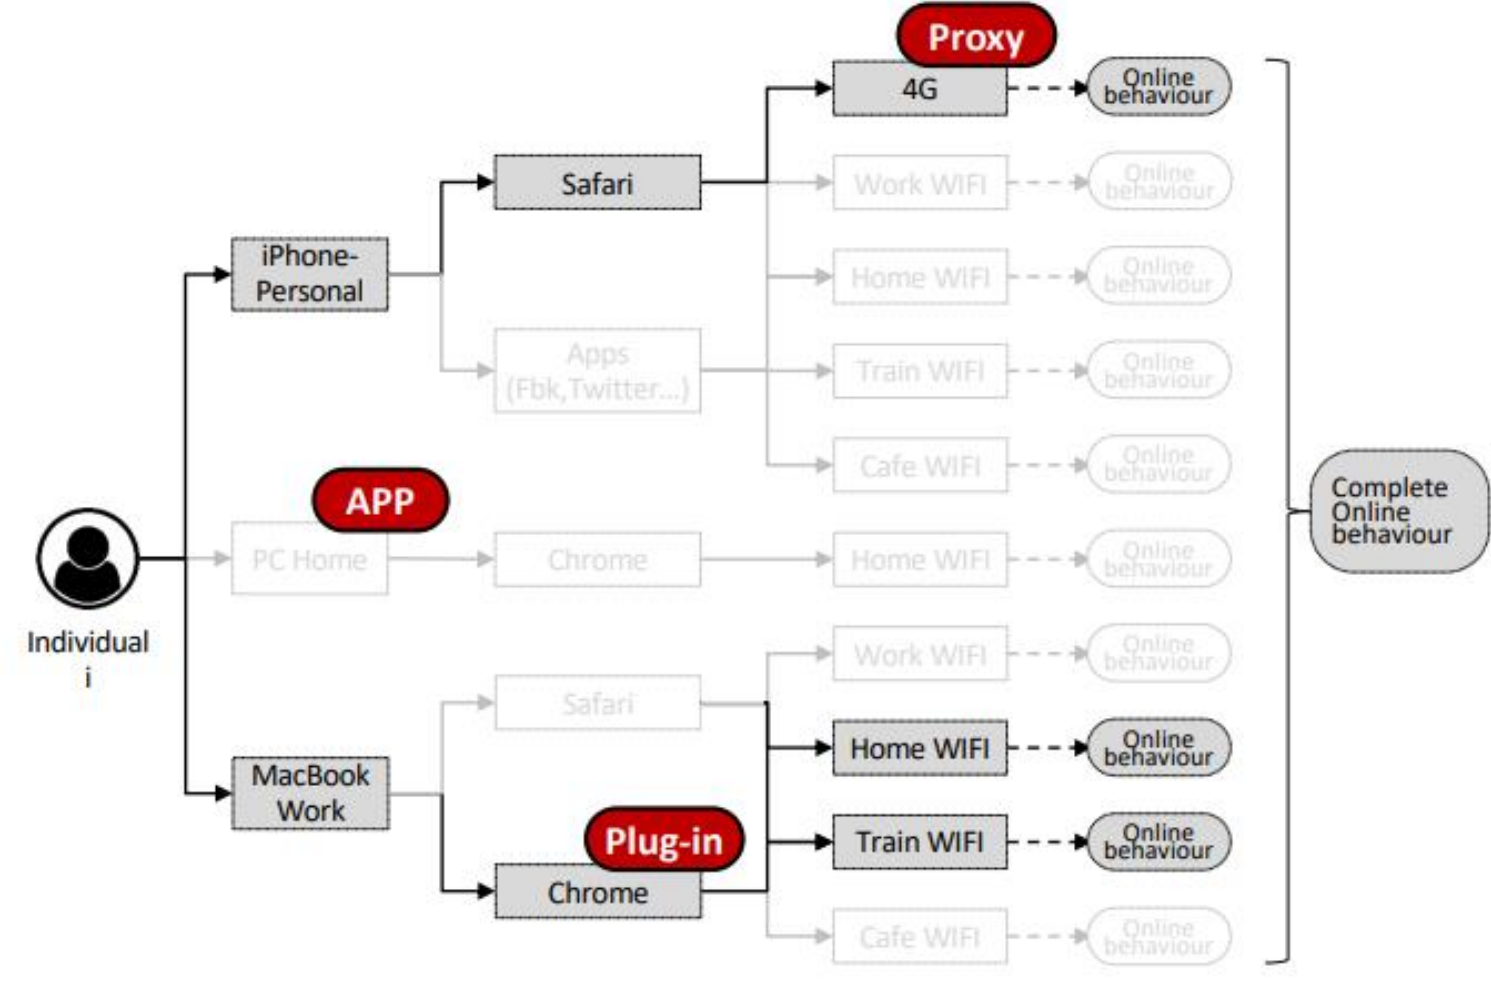 Proxy
4G
Online
behaviour
Safari
Work WIFI
Online
behaviour
iPhone-
Personal
Home WIFI
Online
behaviour
Apps
(Fbk,Twitter...)
Train WIFI
Online
behaviour
Cafe WIFI
Online
behaviour
APP
PC Home
Chrome
Home WIFI
Online
behaviour
Complete
Online
behaviour
Individual
i
Work WIFI
Online
behaviour
Safari
Home WIFI
Online
behaviour
MacBook
Work
Plug-in
Chrome
Train WIFI
Online
behaviour
Cafe WIFI
Online
behaviour